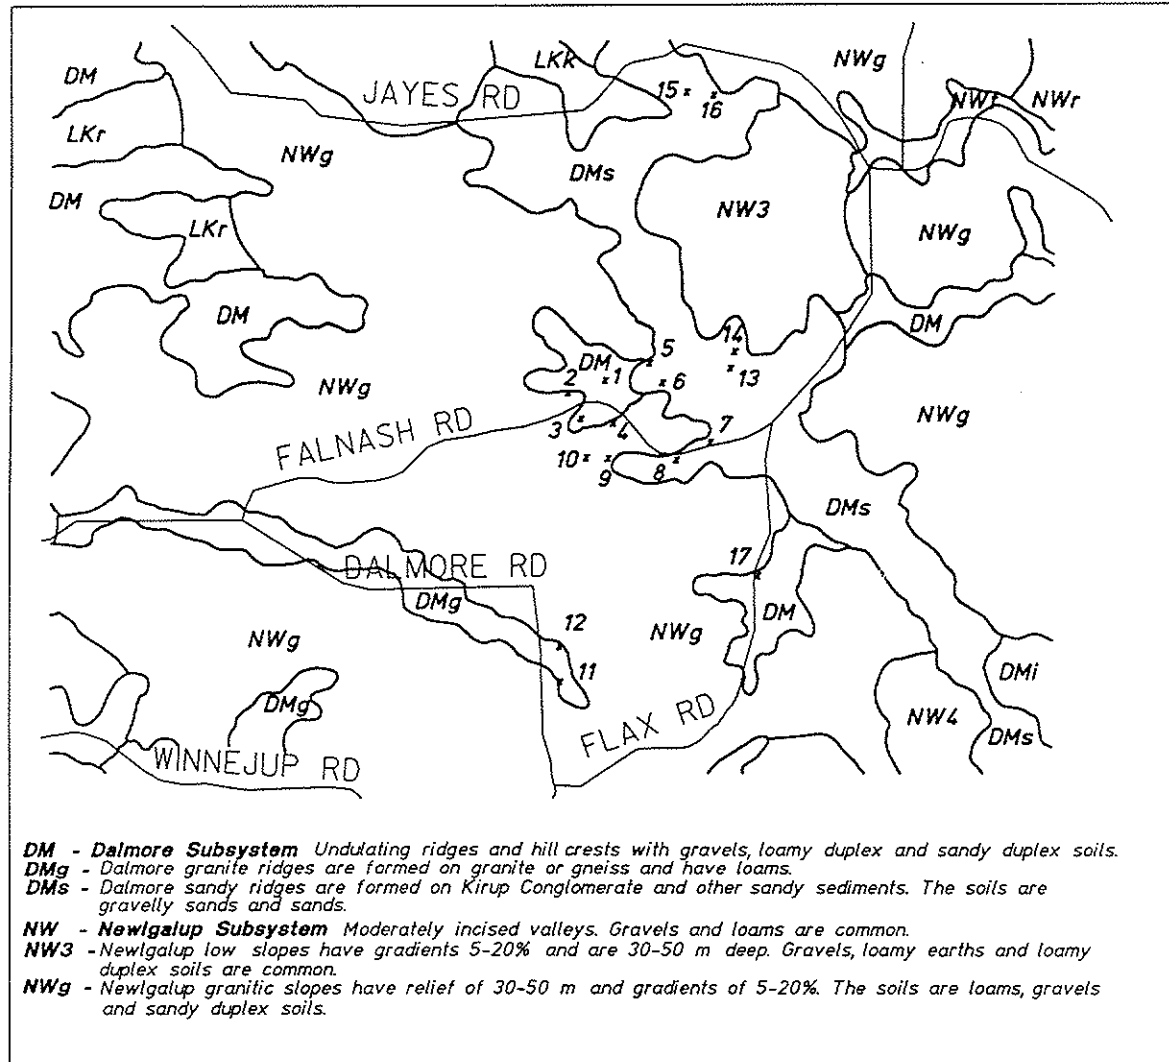 LKk
NWg
DM
JAYES RD
15
16
NWf
NWr
LKr
NWg
DMs
DM
NW3
LKr
NWg
DM
DM
14
DM
5
1
6
13
NWg
2
NWg
FALNASH RD
3
4
7
10
9
8
DMs
DALMORE RD
17
DMg
DM
12
NWg
NWg
11
DMi
DMg
FLAX RD
NW4
DMs
WINNEJUP RD
DM - Dalmore Subsystem Undulating ridges and hill crests with gravels, loamy duplex and sandy duplex soils.
DMg - Dalmore granite ridges are formed on granite or gneiss and have loams.
DMs - Dalmore sandy ridges are formed on Kirup Conglomerate and other sandy sediments. The soils are
gravelly sands and sands.
NW - Newlgalup Subsystem Moderately incised valleys. Gravels and loams are common.
NW3 - Newlgalup low slopes have gradients 5-20% and are 30-50 m deep. Gravels, loamy earths and loamy
duplex soils are common.
NWg - Newlgalup granitic slopes have relief of 30-50 m and gradients of 5-20%. The soils are loams, gravels
and sandy duplex soils.